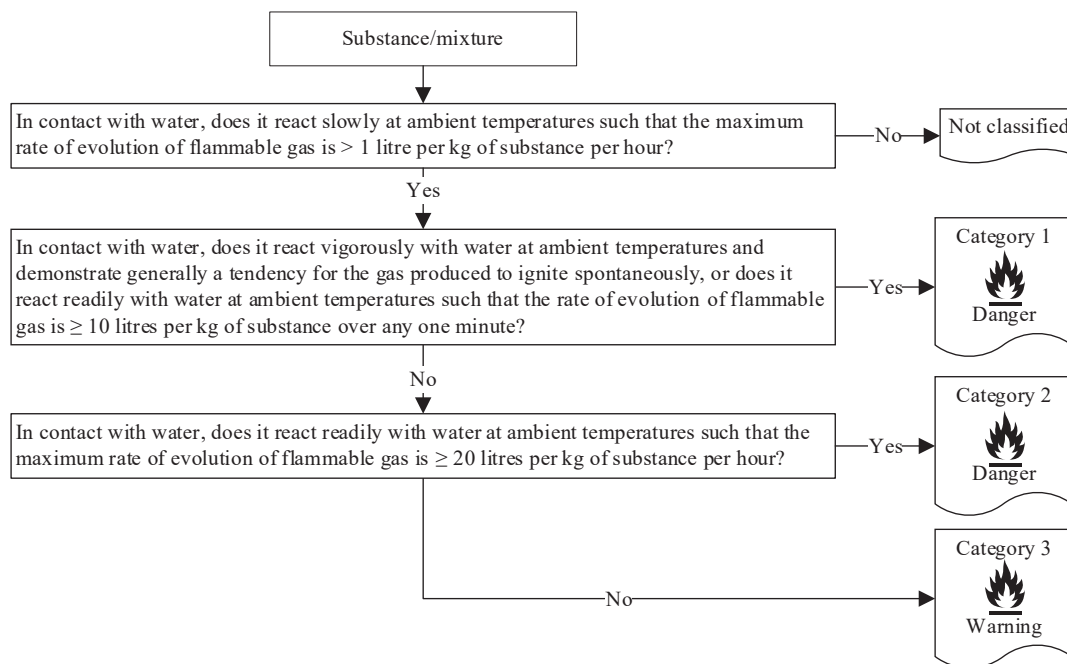 Substance/mixture
In contact with water, does it react slowly at ambient temperatures such that the maximum
rate of evolution of flammable gas is > 1 litre per kg of substance per hour?
No
Not classified
Yes
In contact with water, does it react vigorously with water at ambient temperatures and
demonstrate generally a tendency for the gas produced to ignite spontaneously, or does it
react readily with water at ambient temperatures such that the rate of evolution of flammable
gas is ≥ 10 litres per kg of substance over any one minute?
Yes
Category 1
Danger
No
In contact with water, does it react readily with water at ambient temperatures such that the
maximum rate of evolution of flammable gas is ≥ 20 litres per kg of substance per hour?
Yes
Category 2
Danger
No
Category 3
Warning